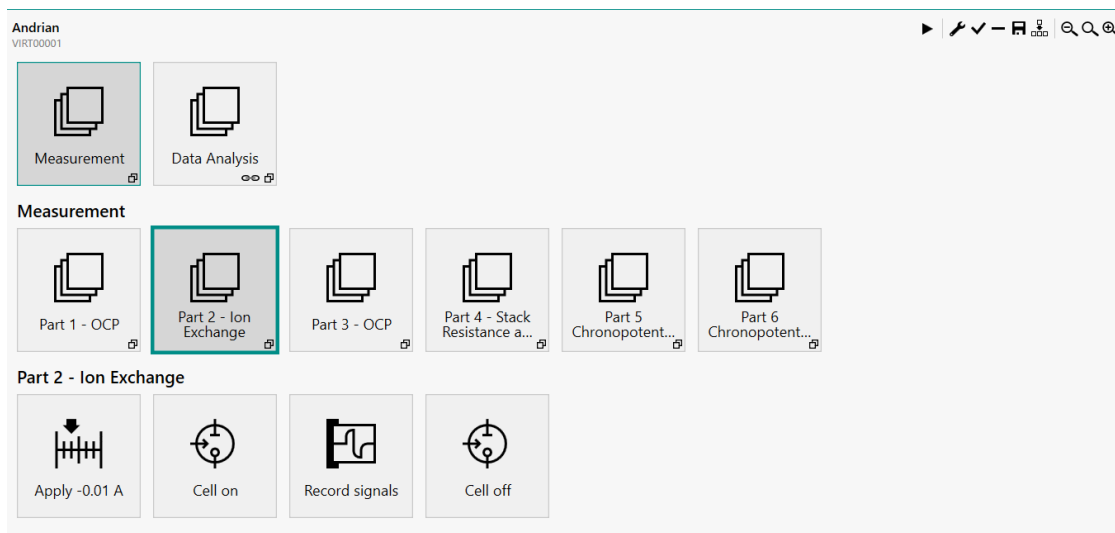 Andrian
VIRT00001
Measurement
Data Analysis
Measurement
Part 1 - OCP
Part 2 - Ion
Exchange
Part 3 - OCP
Part 4 - Stack
Resistance a...
Part 5
Chronopotent...
Part 6
Chronopotent...
Part 2 - Ion Exchange
Apply -0.01 A
Cell on
Record signals
Cell off